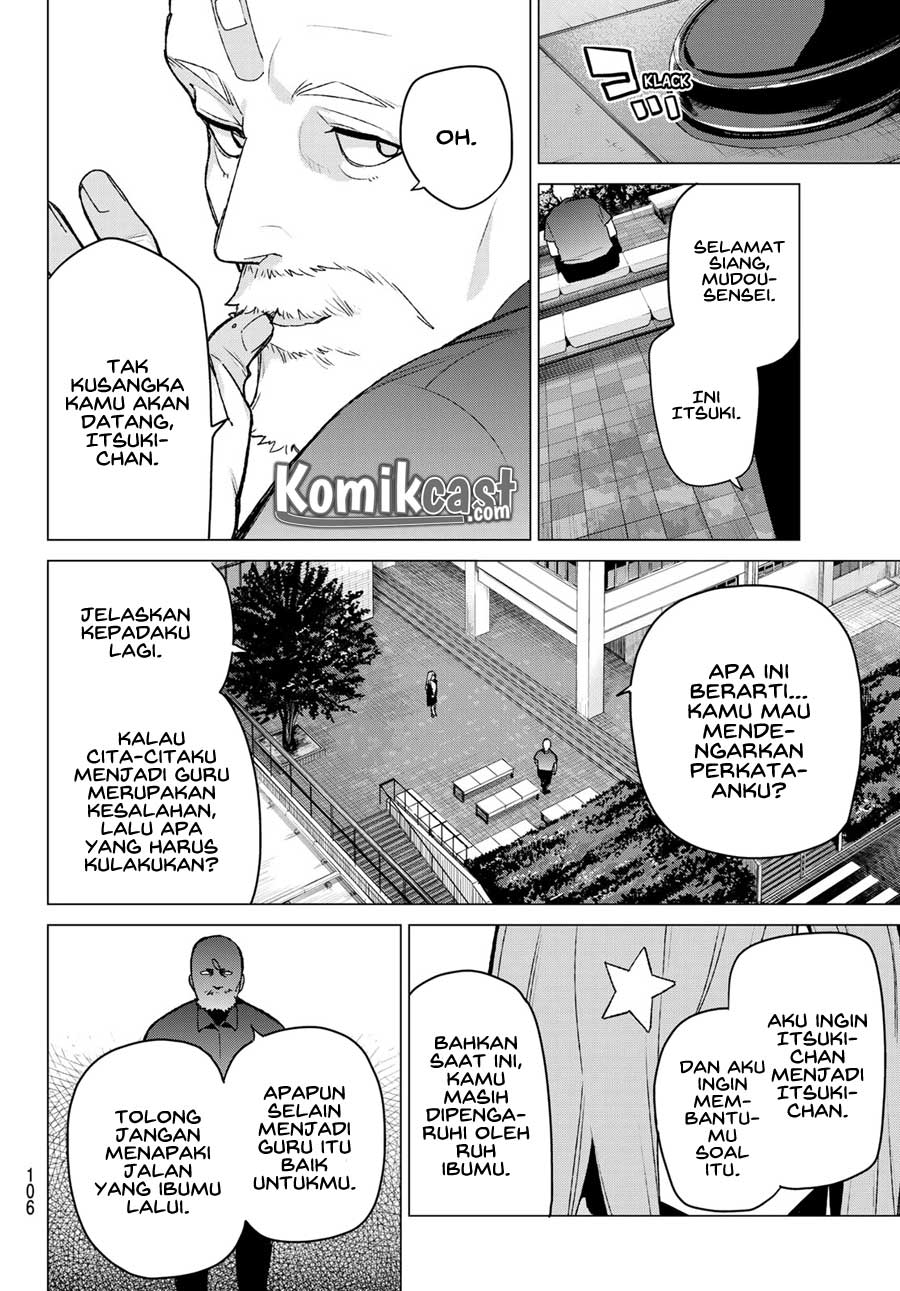 KLACK
SELAMAT
SIANG,
MUDOU-
SENSEI.
INI
ITSUKI.
OH.
TAK
KUSANGKA
KAMU AKAN
DATANG,
ITSUKI-
CHAN.
Komikcast
.com
APA INI
BERARTI...
KAMU MAU
MENDE-
NGARKAN
PERKATA-
ANKU?
JELASKAN
KEPADAKU
LAGI.
KALAU
CITA-CITAKU
MENJADI GURU
MERUPAKAN
KESALAHAN,
LALU APA
YANG HARUS
KULAKUKAN?
AKU INGIN
ITSUKI-
CHAN
MENJADI
ITSUKI-
CHAN.
DAN AKU
INGIN
MEM-
BANTU-
MU
SOAL
ITU.
BAHKAN
SAAT INI,
KAMU
MASIH
DIPENGA-
RUHI OLEH
RUH
IBUMU.
APAPUN
SELAIN
MENJADI
GURU ITU
BAIK
UNTUKMU.
TOLONG
JANGAN
MENAPAKI
JALAN
YANG IBUMU
LALUI.
106